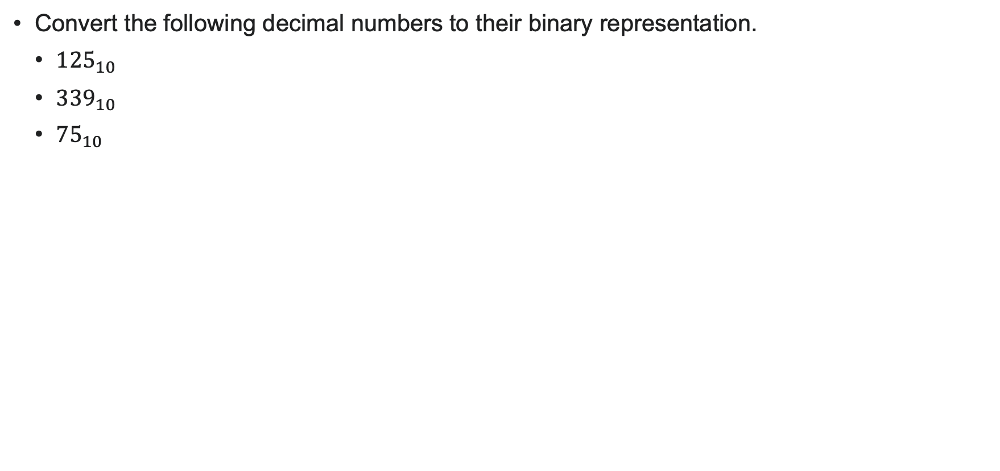 • Convert the following decimal numbers to their binary representation.
• 125₁₀
• 339₁₀
• 75₁₀